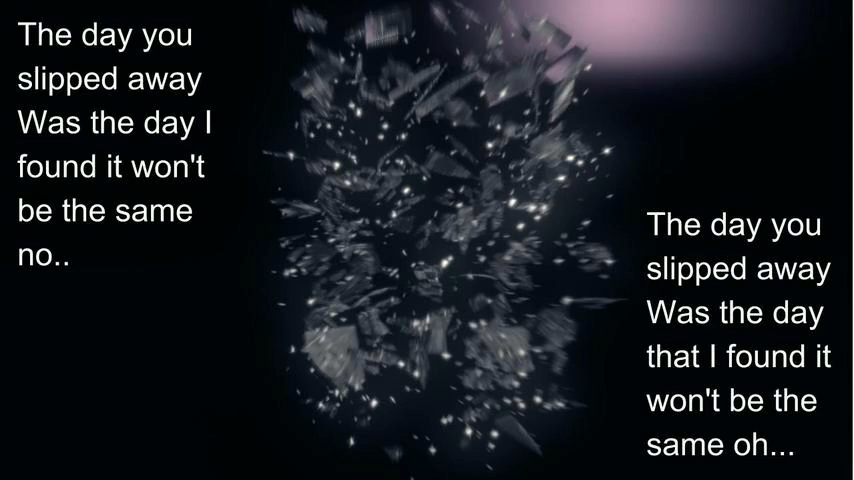 The day you
slipped away
Was the day I
found it won't
be the same
no..
The day you
slipped away
Was the day
that I found it
won't be the
same oh...